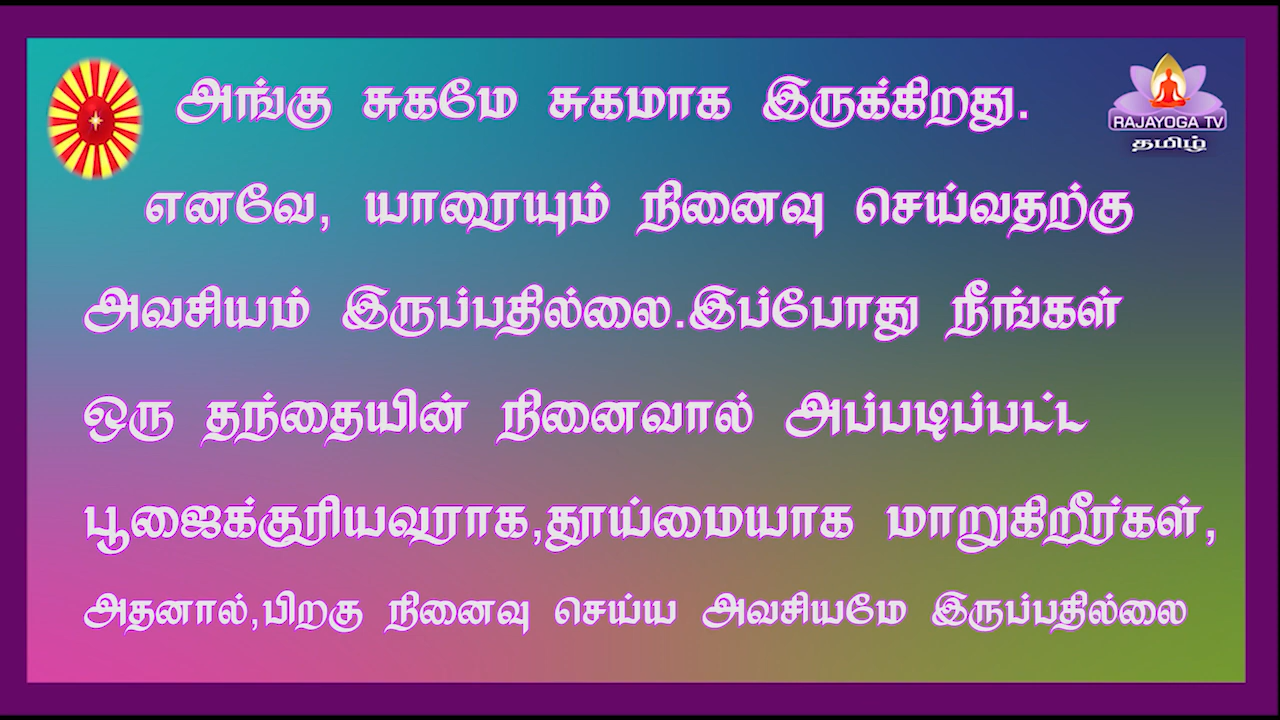 அங்கு சுகமே சுகமாக இருக்கிறது.
RAJAYOGA TV
தமிழ்
எனவே, யாரையும் நினைவு செய்வதற்கு
அவசியம் இருப்பதில்லை.இப்போது நீங்கள்
ஒரு தந்தையின் நினைவால் அப்படிப்பட்ட
பூஜைக்குரியவராக,தூய்மையாக மாறுகிறீர்கள்,
அதனால்,பிறகு நினைவு செய்ய அவசியமே இருப்பதில்லை